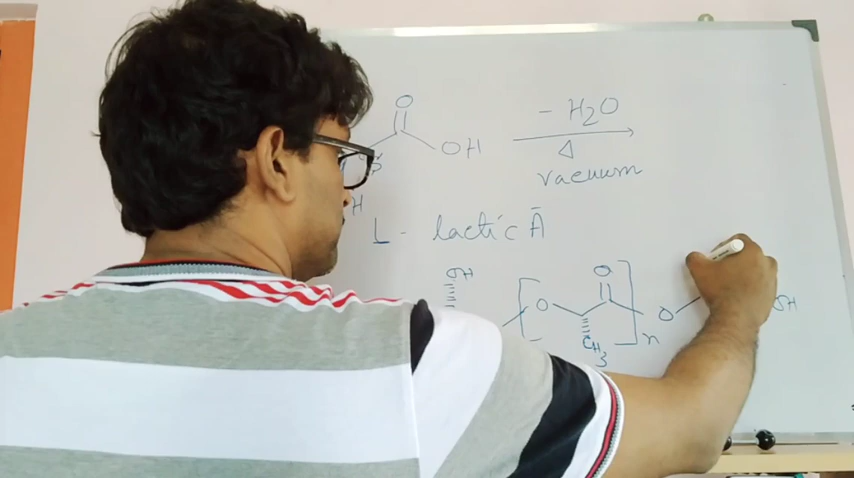 O
- H2O
OH
Δ
vacuum
S
H
L - lactic Ā
OH
O
O
O
OH
n
CH3